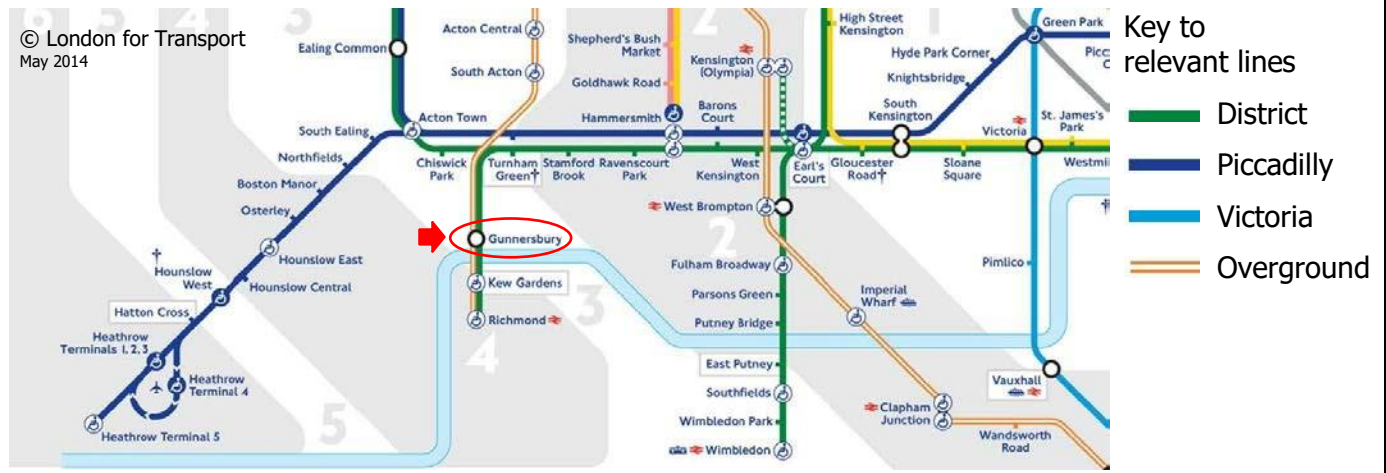 © London for Transport
May 2014
6
5
4
3
2
1
Ealing Common
Acton Central
South Acton
Shepherd's Bush
Market
Goldhawk Road
Kensington
(Olympia)
High Street
Kensington
Hyde Park Corner
Knightsbridge
Green Park
South Ealing
Acton Town
Hammersmith
Barons
Court
South
Kensington
Victoria
St. James's
Park
Northfields
Boston Manor
Osterley
Chiswick
Park
Turnham
Green†
Stamford
Brook
Ravenscourt
Park
West
Kensington
Earl's
Court
Gloucester
Road†
Sloane
Square
West Brompton
Gunnersbury
Hounslow East
†
Hounslow
West
Hounslow Central
2
Fulham Broadway
Pimlico
Kew Gardens
Parsons Green
Imperial
Wharf
Hatton Cross
3
Richmond
Putney Bridge
Heathrow
Terminals 1, 2, 3
4
East Putney
Heathrow
Terminal 4
Southfields
Vauxhall
Clapham
Junction
5
Wimbledon Park
Heathrow Terminal 5
Wimbledon
Wandsworth
Road
Key to
relevant lines
District
Piccadilly
Victoria
Overground